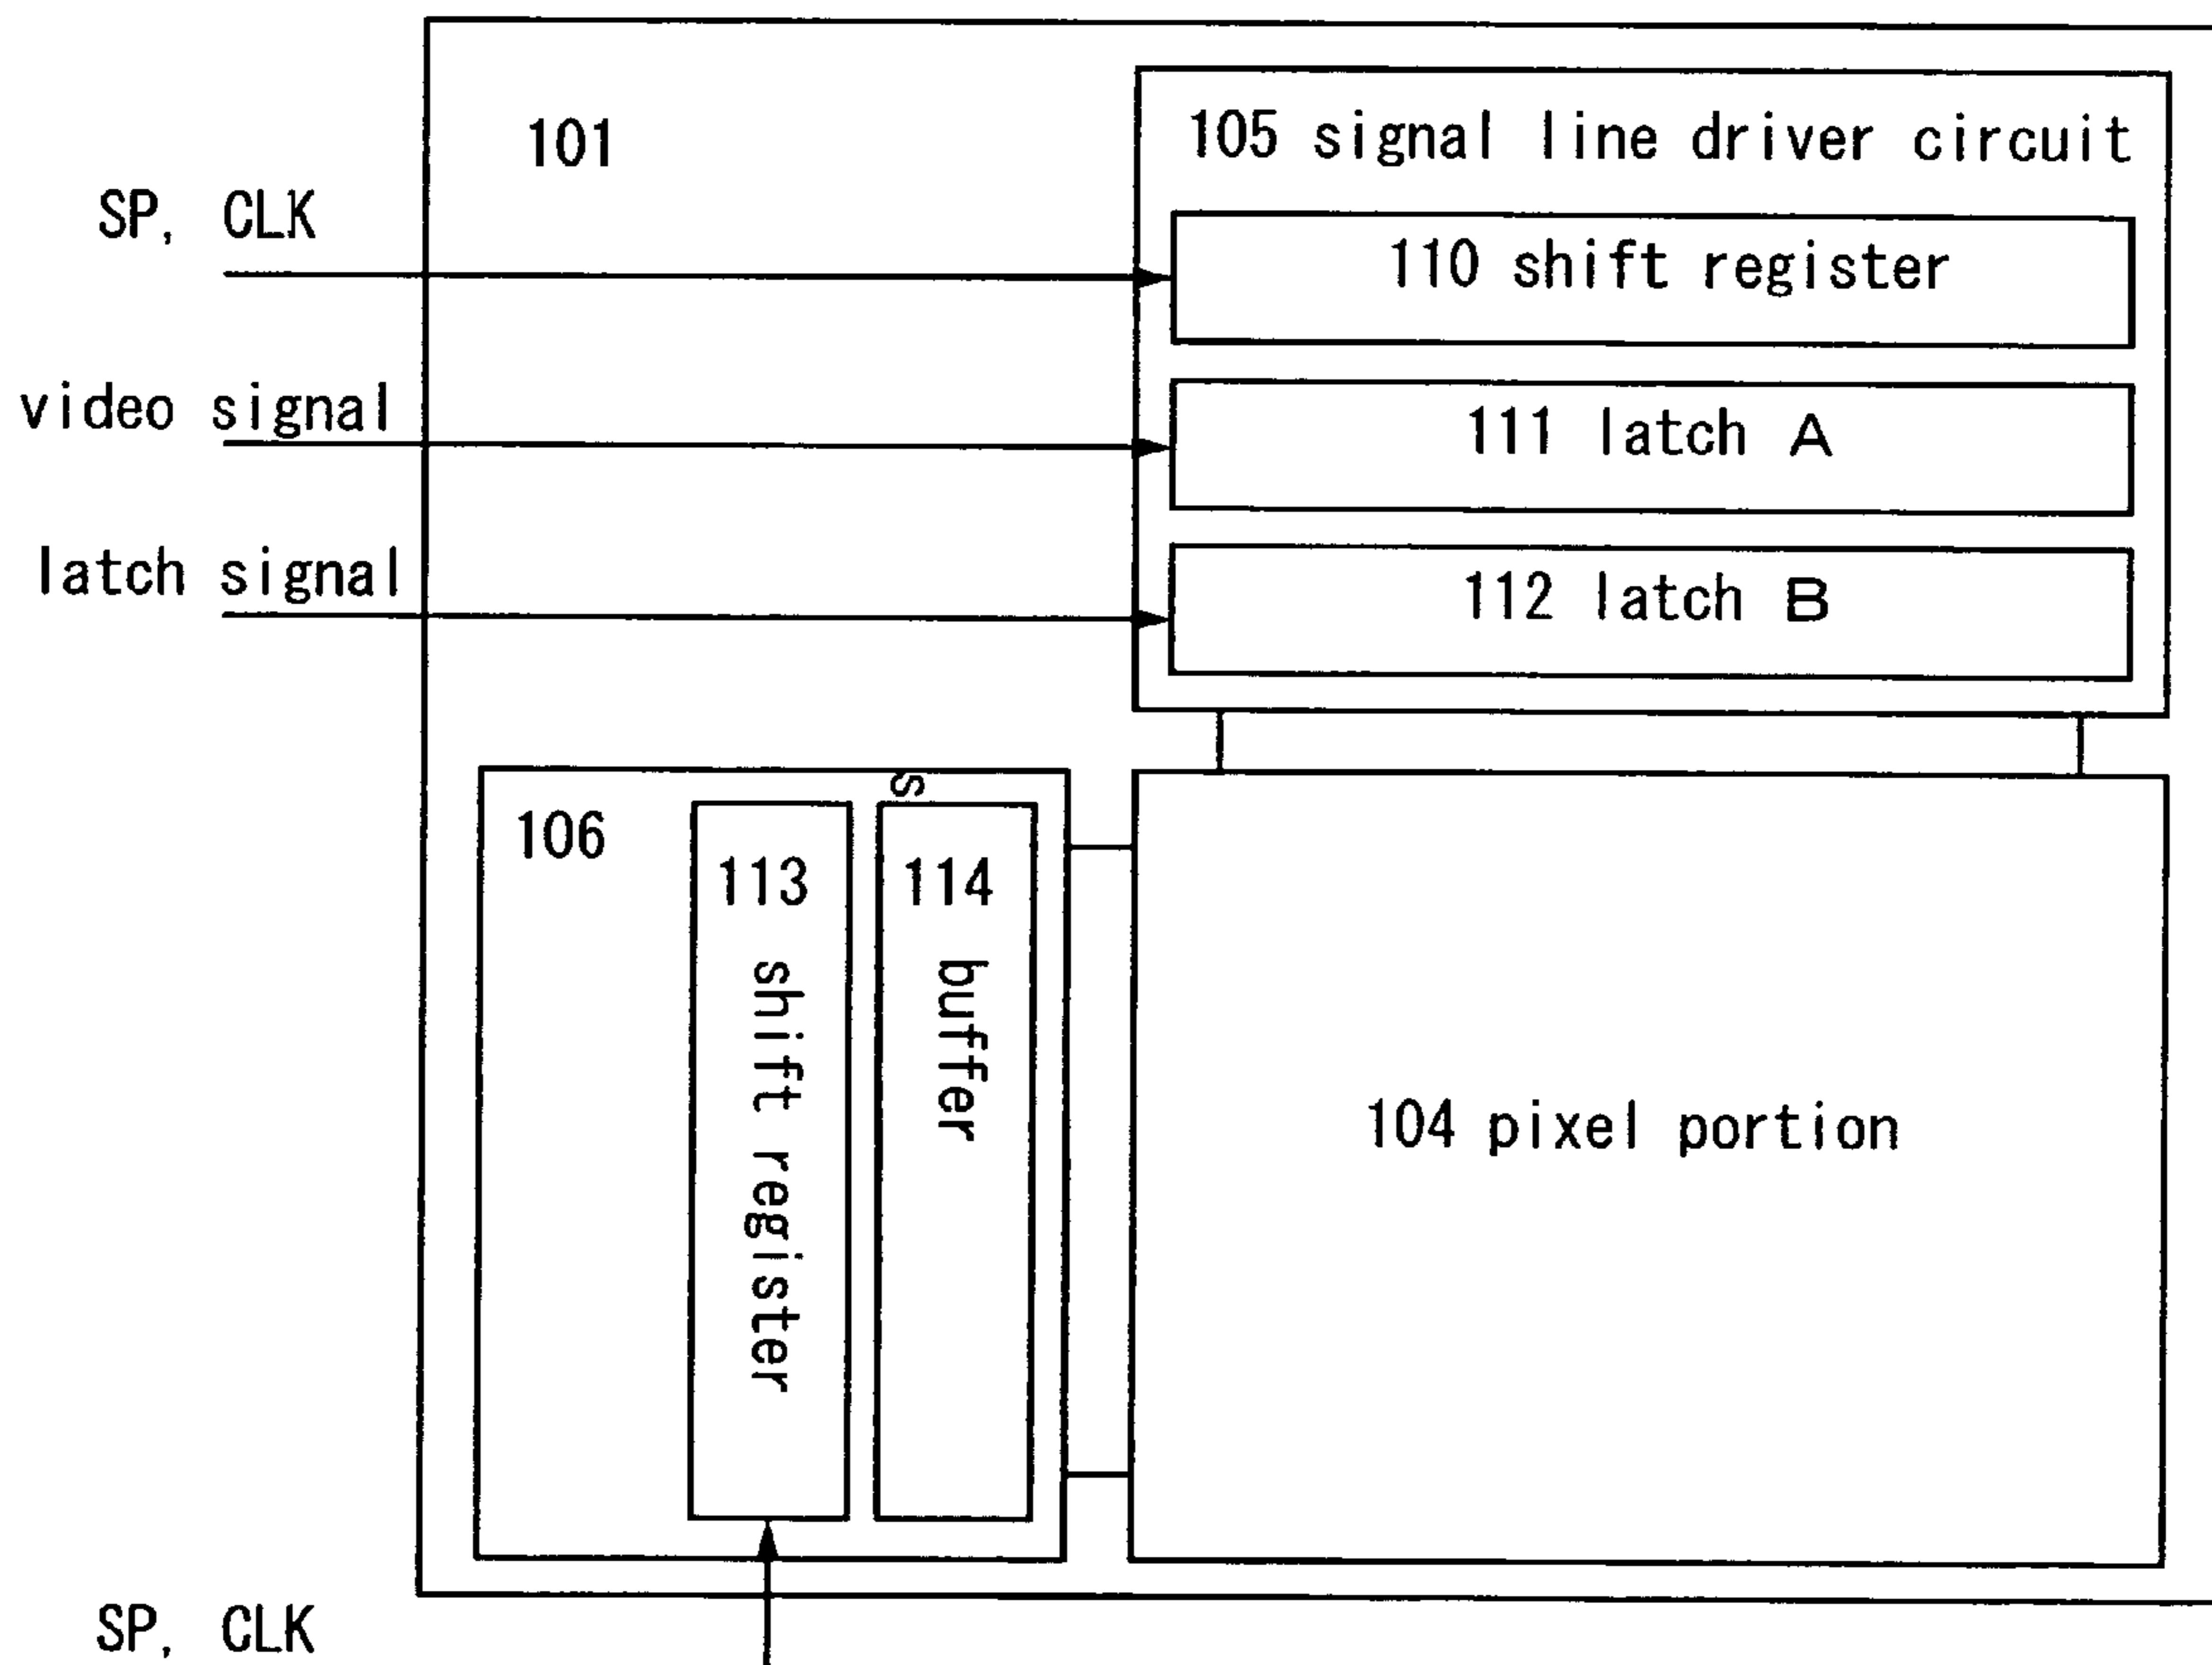 101
105 signal line driver circuit
SP, CLK
110 shift register
video signal
111 latch A
latch signal
112 latch B
s
106
113 shift register
114 buffer
104 pixel portion
SP, CLK